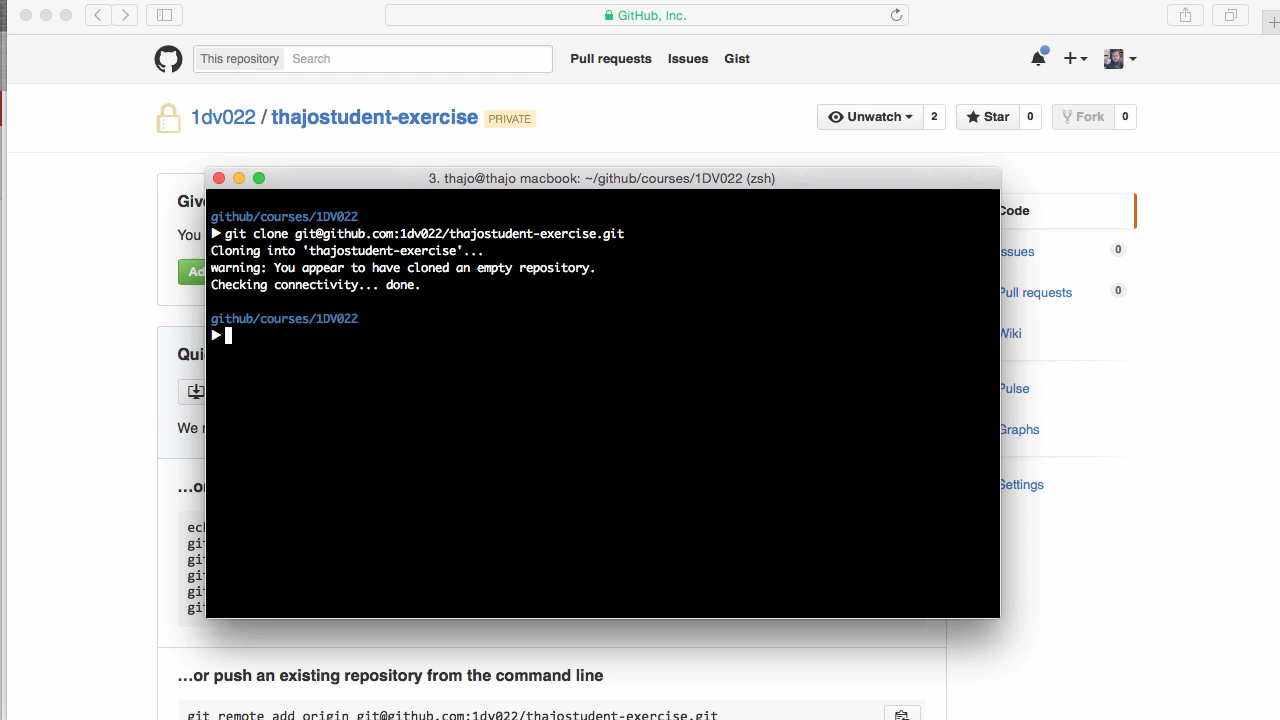 GitHub, Inc.
This repository Search Pull requests Issues Gist
1dv022 / thajostudent-exercise PRIVATE Unwatch 2 Star 0 Fork 0
3. thajo@thajo macbook: ~/github/courses/1DV022 (zsh)
github/courses/1DV022
git clone git@github.com:1dv022/thajostudent-exercise.git
Cloning into 'thajostudent-exercise'...
warning: You appear to have cloned an empty repository.
Checking connectivity... done.
github/courses/1DV022
You
We
Code
Issues 0
Pull requests 0
Wiki
Pulse
Graphs
Settings
...or push an existing repository from the command line
git remote add origin git@github.com:1dv022/thajostudent-exercise.git